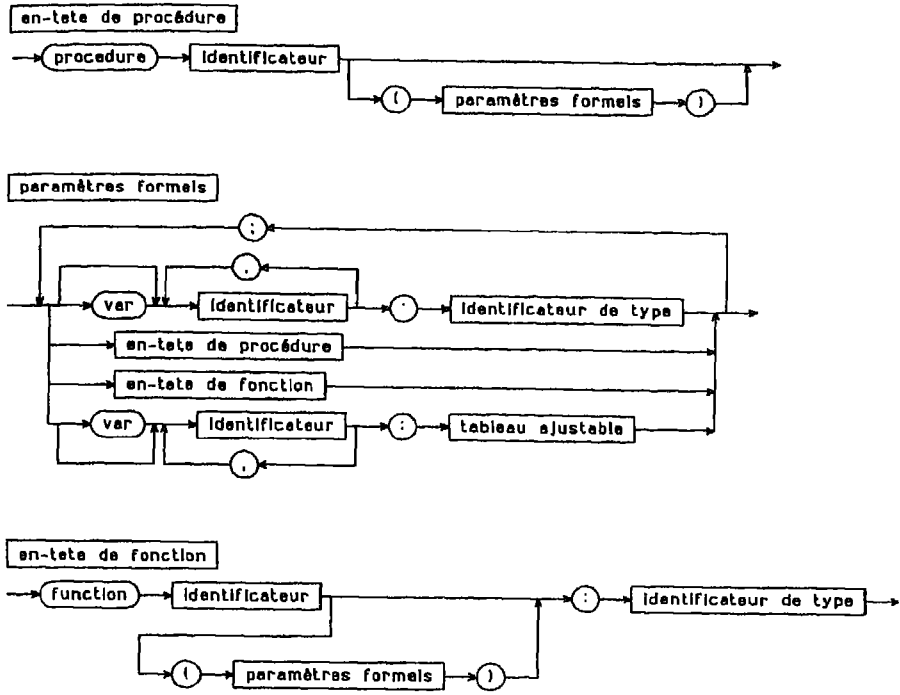 en-tete de procédure
procedure identificateur
( paramètres formels )
paramètres formels
;
,
var identificateur : identificateur de type
en-tete de procédure
en-tete de fonction
var identificateur : tableau ajustable
,
en-tete de fonction
function identificateur : identificateur de type
( paramètres formels )